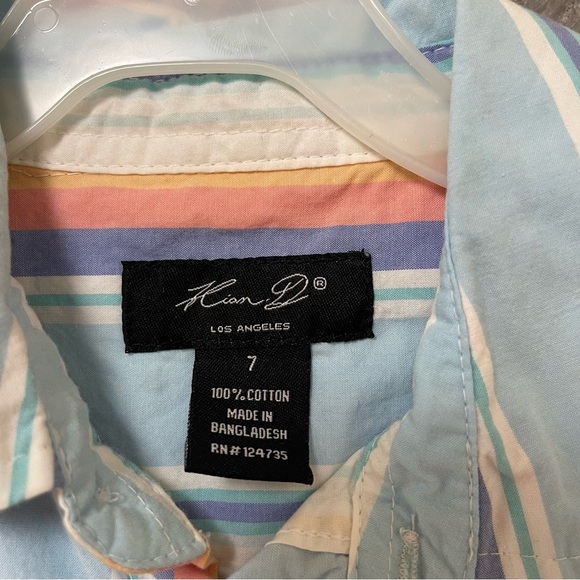 Kian. D ®
LOS ANGELES
7
100% COTTON
MADE IN
BANGLADESH
RN# 124735